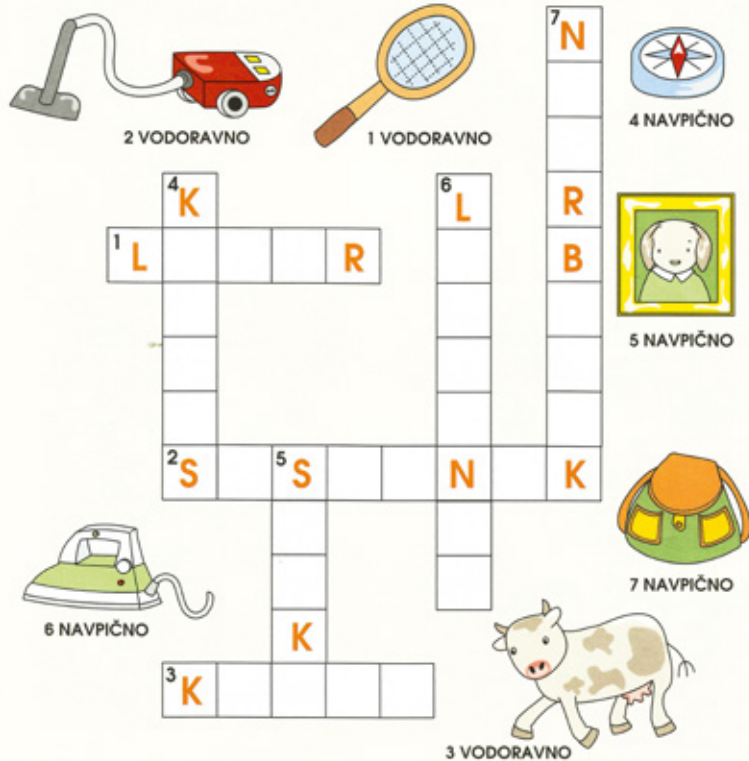 7 N
2 VODORAVNO
1 VODORAVNO
4 NAVPIČNO
4 K
6 L
R
1 L R
B
5 NAVPIČNO
2 S 5 S N K
7 NAVPIČNO
6 NAVPIČNO
K
3 K
3 VODORAVNO